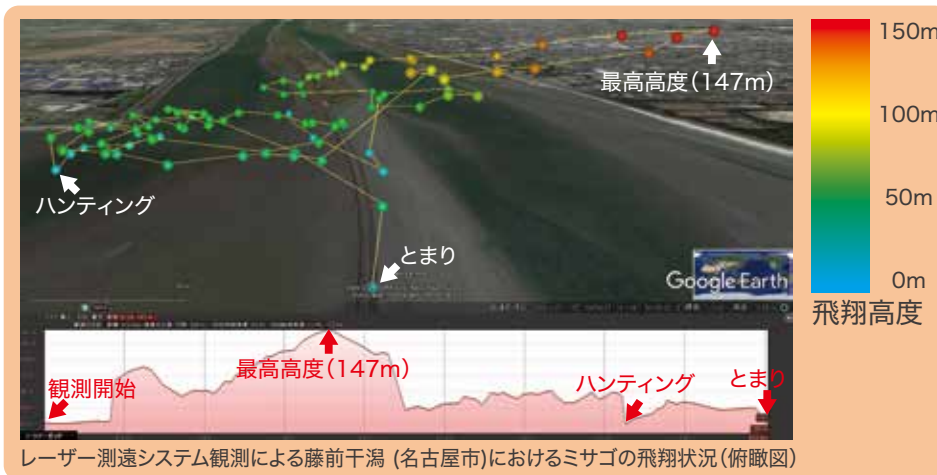 150m
最高高度(147m)
100m
ハンティング
50m
とまり
Google Earth
0m
飛翔高度
最高高度(147m)
観測開始
ハンティング
とまり
レーザー測遠システム観測による藤前干潟 (名古屋市)におけるミサゴの飛翔状況(俯瞰図)